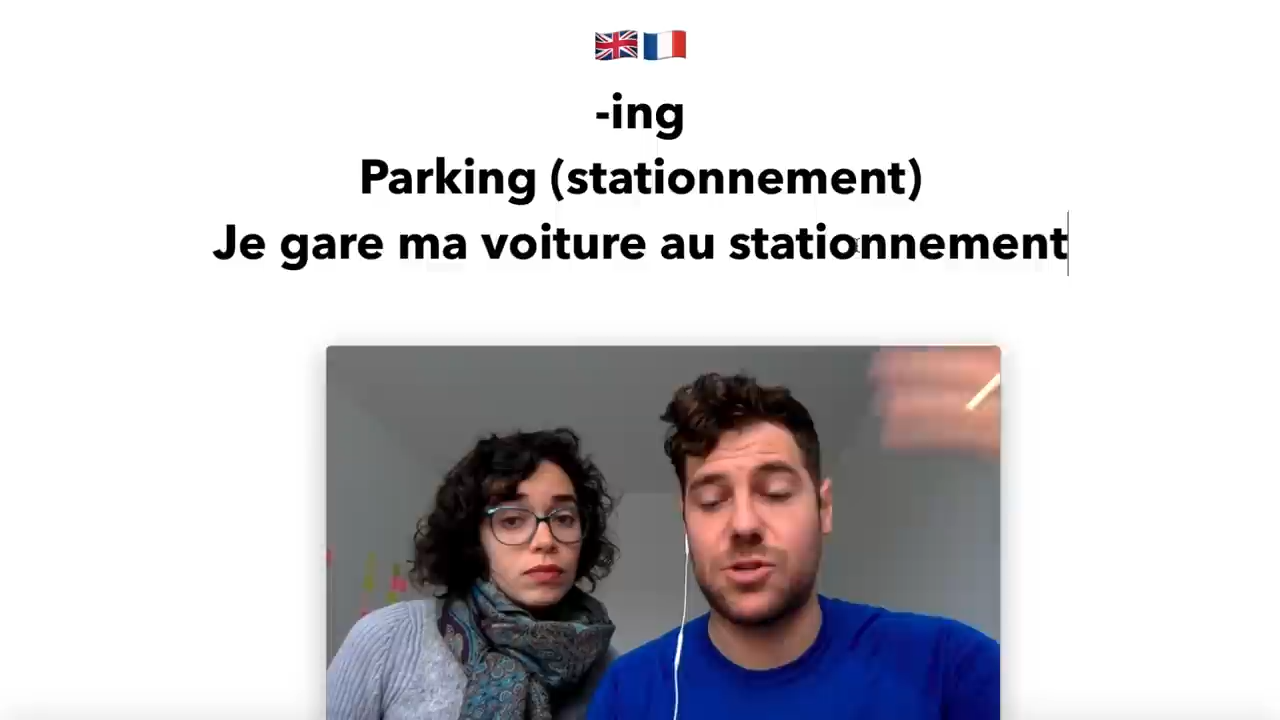 -ing
Parking (stationnement)
Je gare ma voiture au stationnement